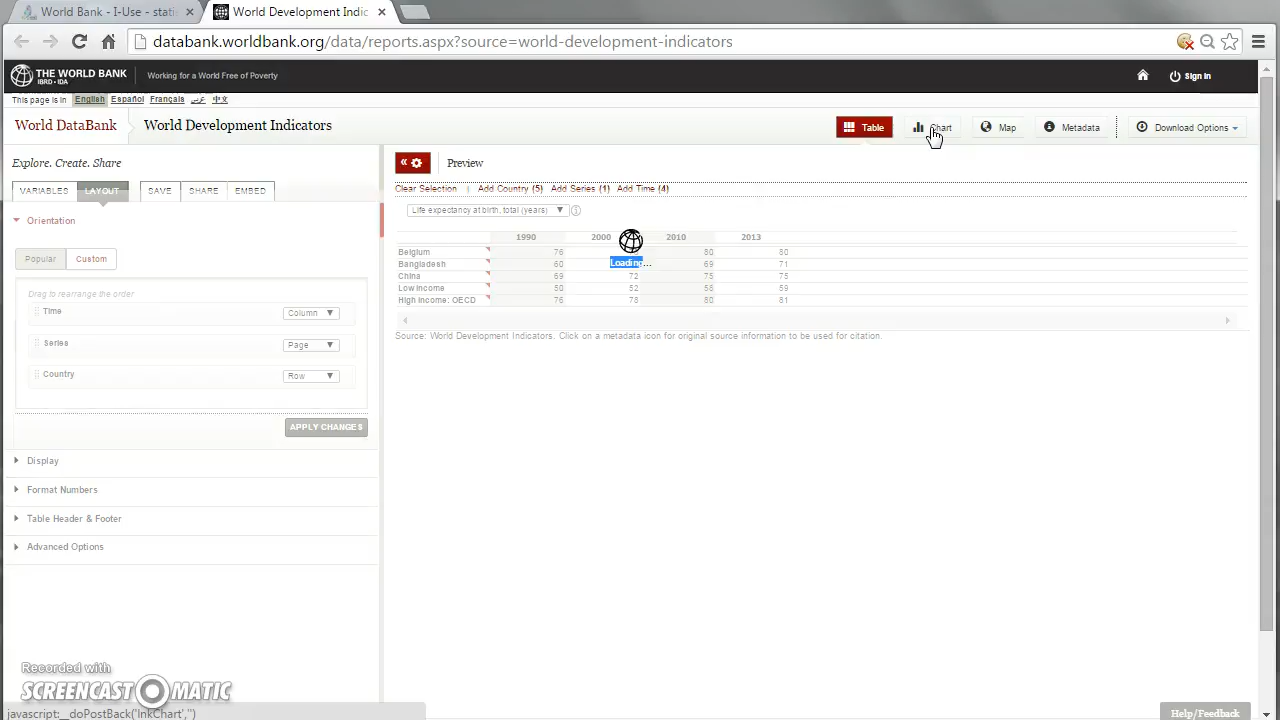 World Bank - I-Use - stati
World Development Indic
databank.worldbank.org/data/reports.aspx?source=world-development-indicators
THE WORLD BANK
IBRD • IDA
Working for a World Free of Poverty
Sign In
This page is in English Español Français عربي 中文
World DataBank World Development Indicators
Table Chart Map Metadata Download Options
Explore. Create. Share
Preview
VARIABLES LAYOUT SAVE SHARE EMBED
Clear Selection | Add Country (5) Add Series (1) Add Time (4)
Life expectancy at birth, total (years)
Orientation
1990 2000 2010 2013
Belgium 76 80 80
Popular Custom
Loading...
Bangladesh 60 69 71
China 69 72 75 75
Low income 50 52 58 59
High income: OECD 76 78 80 81
Drag to rearrange the order
Time Column
Series Page
Country Row
Source: World Development Indicators. Click on a metadata icon for original source information to be used for citation.
APPLY CHANGES
Display
Format Numbers
Table Header & Footer
Advanced Options
Recorded with
SCREENCAST MATIC
javascript:__doPostBack('lnkChart','')
Help/Feedback